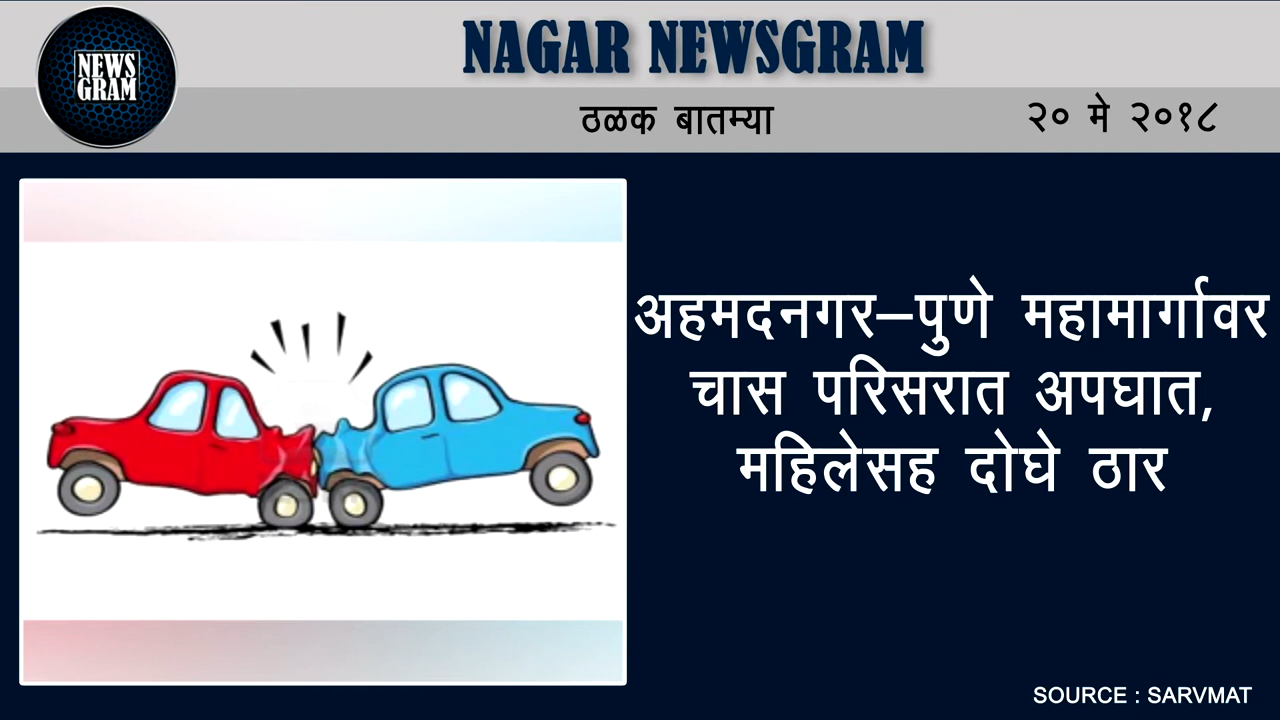 NEWS
GRAM
NAGAR NEWSGRAM
ठळक बातम्या
२० मे २०१८
अहमदनगर–पुणे महामार्गावर
चास परिसरात अपघात,
महिलेसह दोघे ठार
SOURCE : SARVMAT